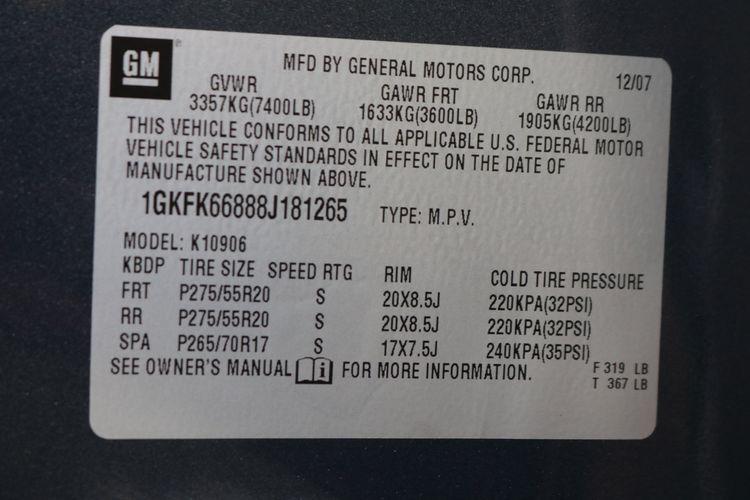 GM
MFD BY GENERAL MOTORS CORP. 12/07
GVWR GAWR FRT GAWR RR
3357KG(7400LB) 1633KG(3600LB) 1905KG(4200LB)
THIS VEHICLE CONFORMS TO ALL APPLICABLE U.S. FEDERAL MOTOR
VEHICLE SAFETY STANDARDS IN EFFECT ON THE DATE OF
MANUFACTURE SHOWN ABOVE.
1GKFK66888J181265 TYPE: M.P.V.
MODEL: K10906
KBDP TIRE SIZE SPEED RTG RIM COLD TIRE PRESSURE
FRT P275/55R20 S 20X8.5J 220KPA(32PSI)
RR P275/55R20 S 20X8.5J 220KPA(32PSI)
SPA P265/70R17 S 17X7.5J 240KPA(35PSI)
SEE OWNER'S MANUAL i FOR MORE INFORMATION.
F 319 LB
T 367 LB